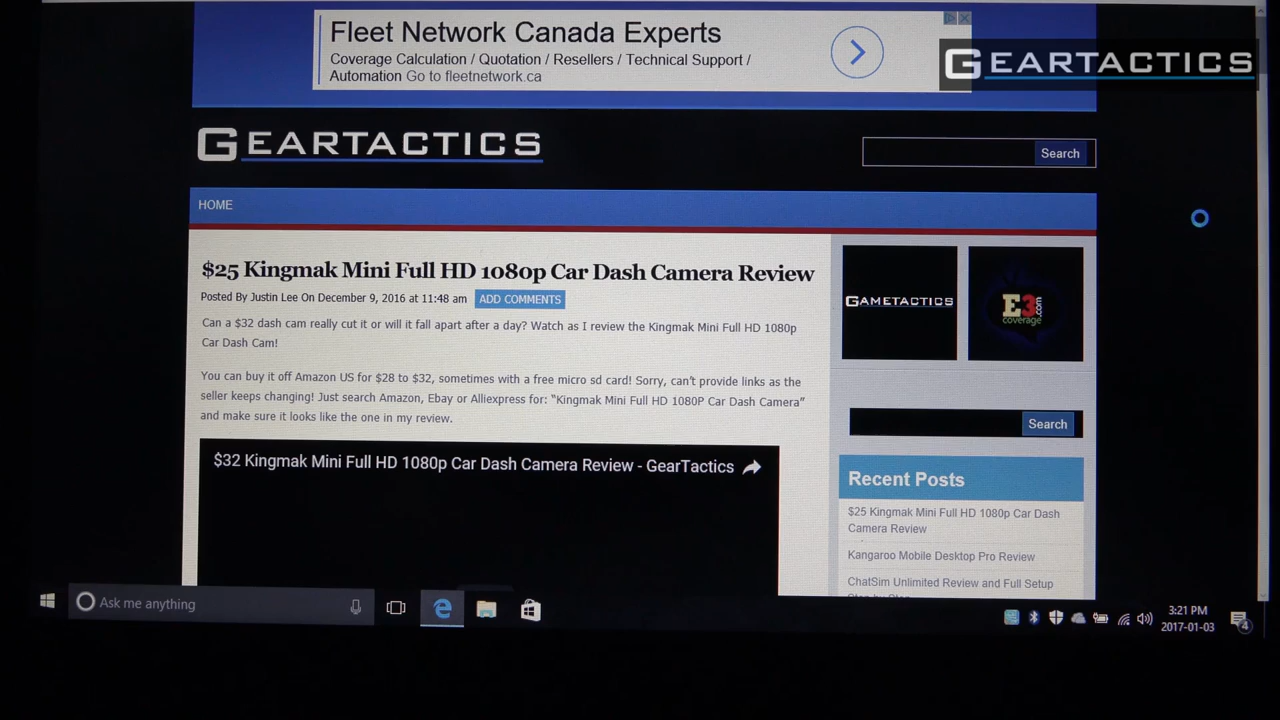 Fleet Network Canada Experts
Coverage Calculation / Quotation / Resellers / Technical Support /
Automation Go to fleetnetwork.ca
GEARTACTICS
GEARTACTICS
Search
HOME
$25 Kingmak Mini Full HD 1080p Car Dash Camera Review
Posted By Justin Lee On December 9, 2016 at 11:48 am ADD COMMENTS
Can a $32 dash cam really cut it or will it fall apart after a day? Watch as I review the Kingmak Mini Full HD 1080p
Car Dash Cam!
You can buy it off Amazon US for $28 to $32, sometimes with a free micro sd card! Sorry, can't provide links as the
seller keeps changing! Just search Amazon, Ebay or Alliexpress for: “Kingmak Mini Full HD 1080P Car Dash Camera”
and make sure it looks like the one in my review.
$32 Kingmak Mini Full HD 1080p Car Dash Camera Review - GearTactics
GAMETACTICS
E3.com
coverage
Search
Recent Posts
$25 Kingmak Mini Full HD 1080p Car Dash
Camera Review
Kangaroo Mobile Desktop Pro Review
ChatSim Unlimited Review and Full Setup
Step by Step
Ask me anything
3:21 PM
2017-01-03
4